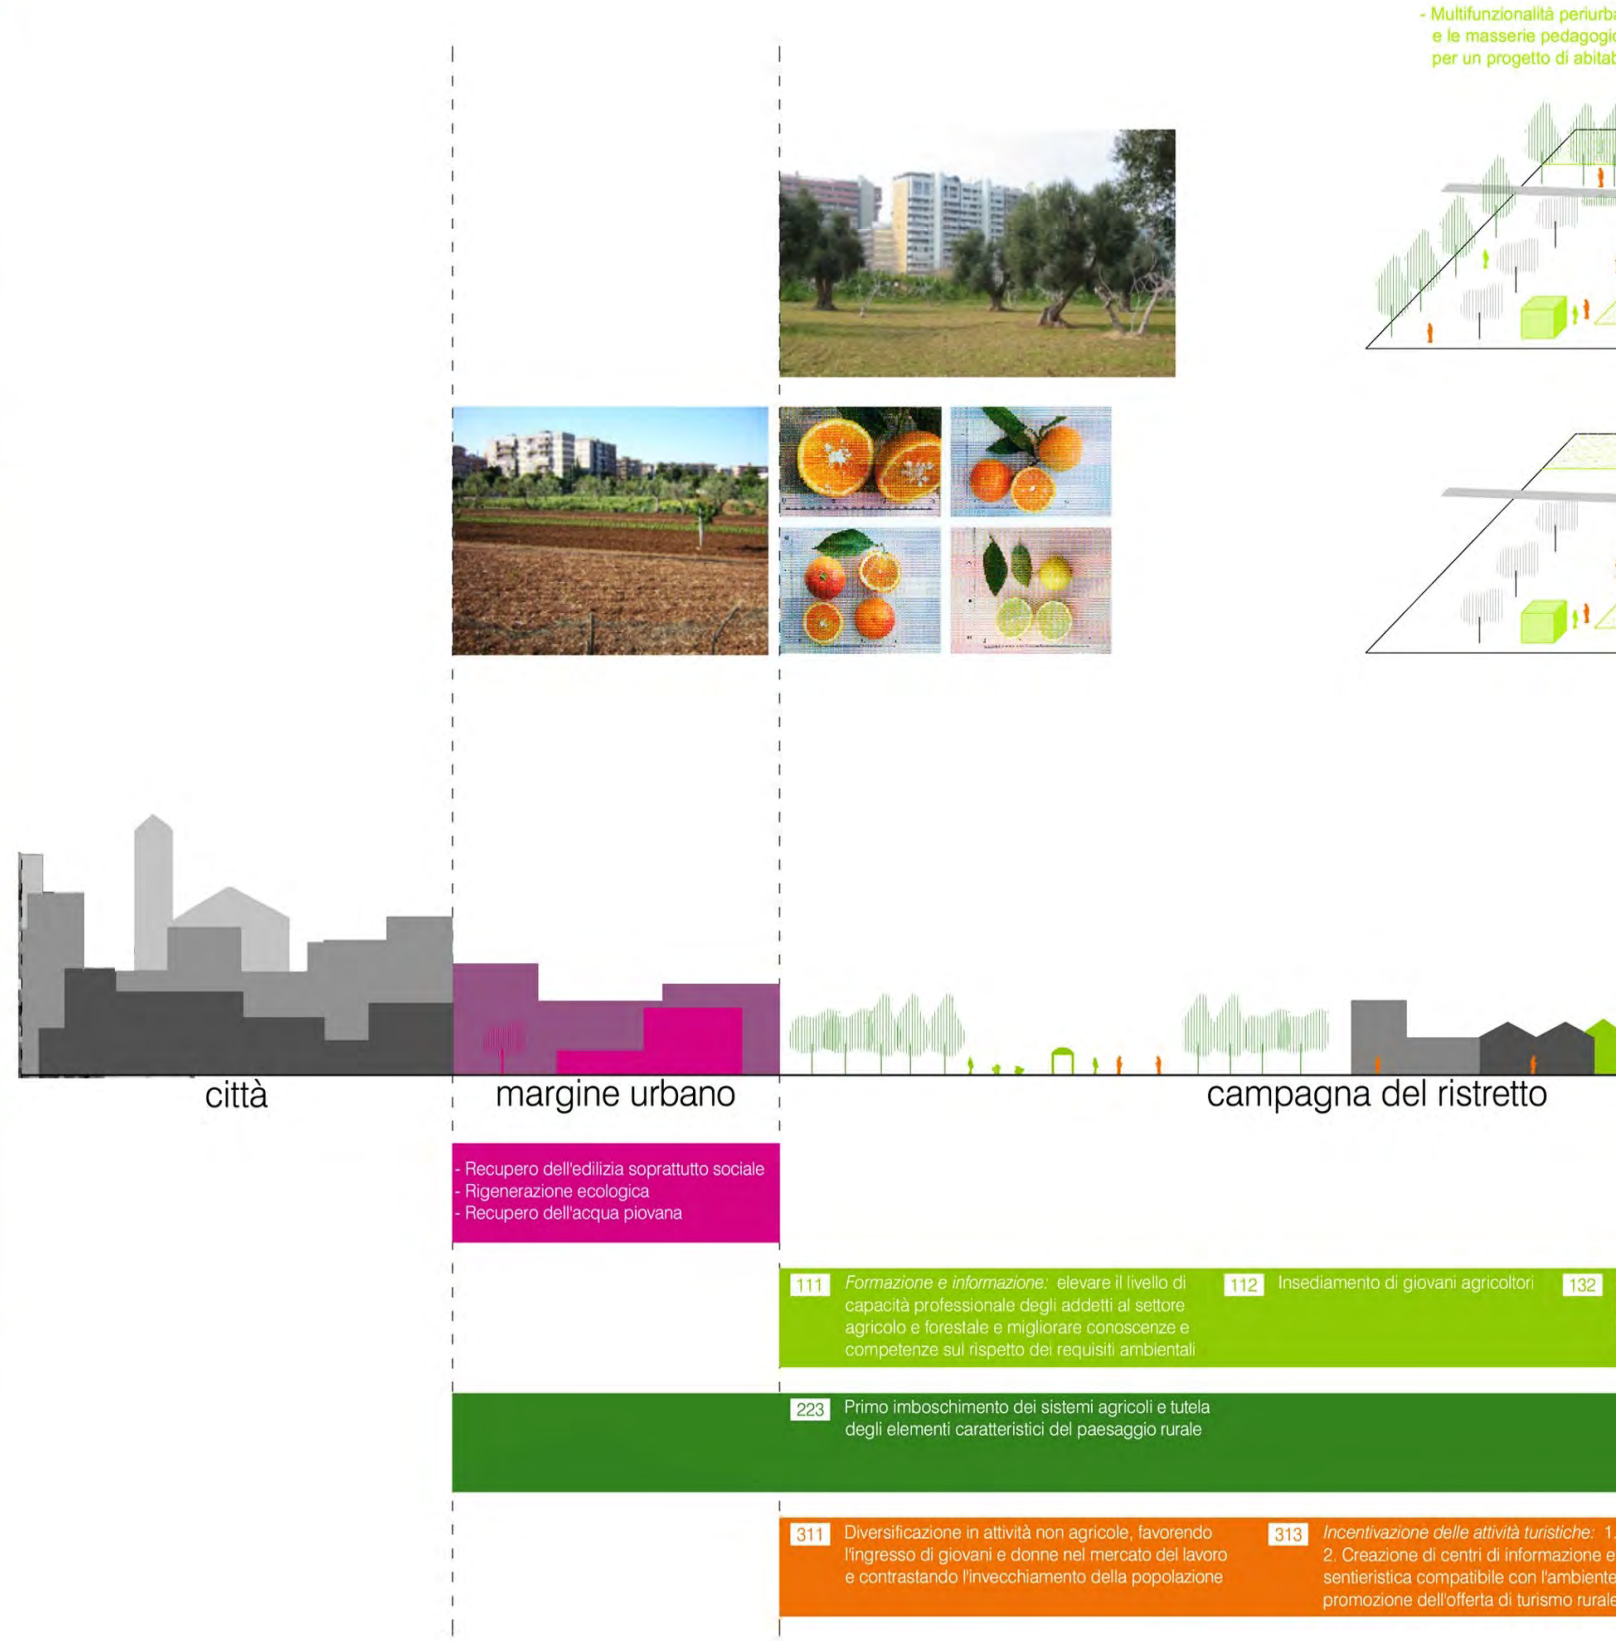 - Multifunzionalità
e le masserie
per un progetto di
città
margine urbano
campagna del ristretto
- Recupero dell'edilizia soprattutto sociale
- Rigenerazione ecologica
- Recupero dell'acqua piovana
111 Formazione e informazione: elevare il livello di
capacità professionale degli addetti al settore
agricolo e forestale e migliorare conoscenze e
competenze sul rispetto dei requisiti ambientali
112 Insediamento di giovani agricoltori
132
223 Primo imboschimento dei sistemi agricoli e tutela
degli elementi caratteristici del paesaggio rurale
311 Diversificazione in attività non agricole, favorendo
l'ingresso di giovani e donne nel mercato del lavoro
e contrastando l'invecchiamento della popolazione
313 Incentivazione delle attività turistiche: 1.
2. Creazione di centri di informazione e
sentieristica compatibile con l'ambiente
promozione dell'offerta di turismo rurale